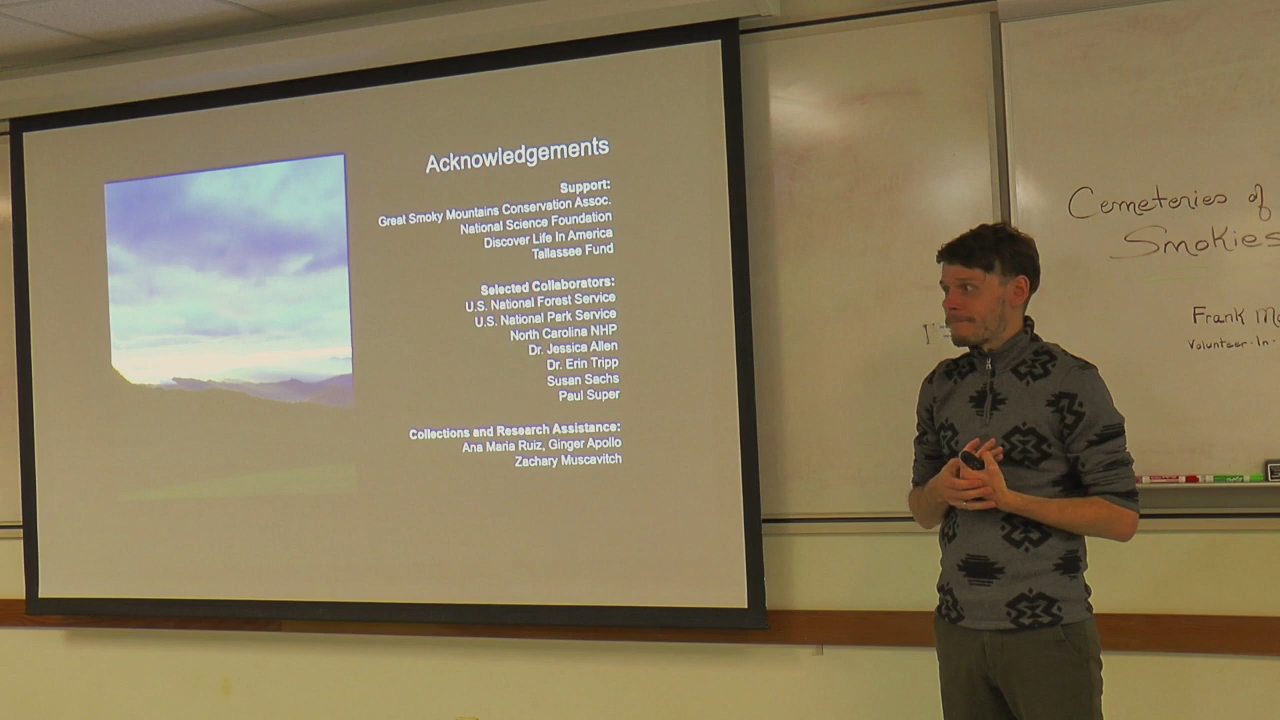 Acknowledgements
Support:
Great Smoky Mountains Conservation Assoc.
National Science Foundation
Discover Life In America
Tallassee Fund
Selected Collaborators:
U.S. National Forest Service
U.S. National Park Service
North Carolina NHP
Dr. Jessica Allen
Dr. Erin Tripp
Susan Sachs
Paul Super
Collections and Research Assistance:
Ana Maria Ruiz, Ginger Apollo
Zachary Muscavitch
Cemeteries of
Smokies
Frank
Volunteer-In-